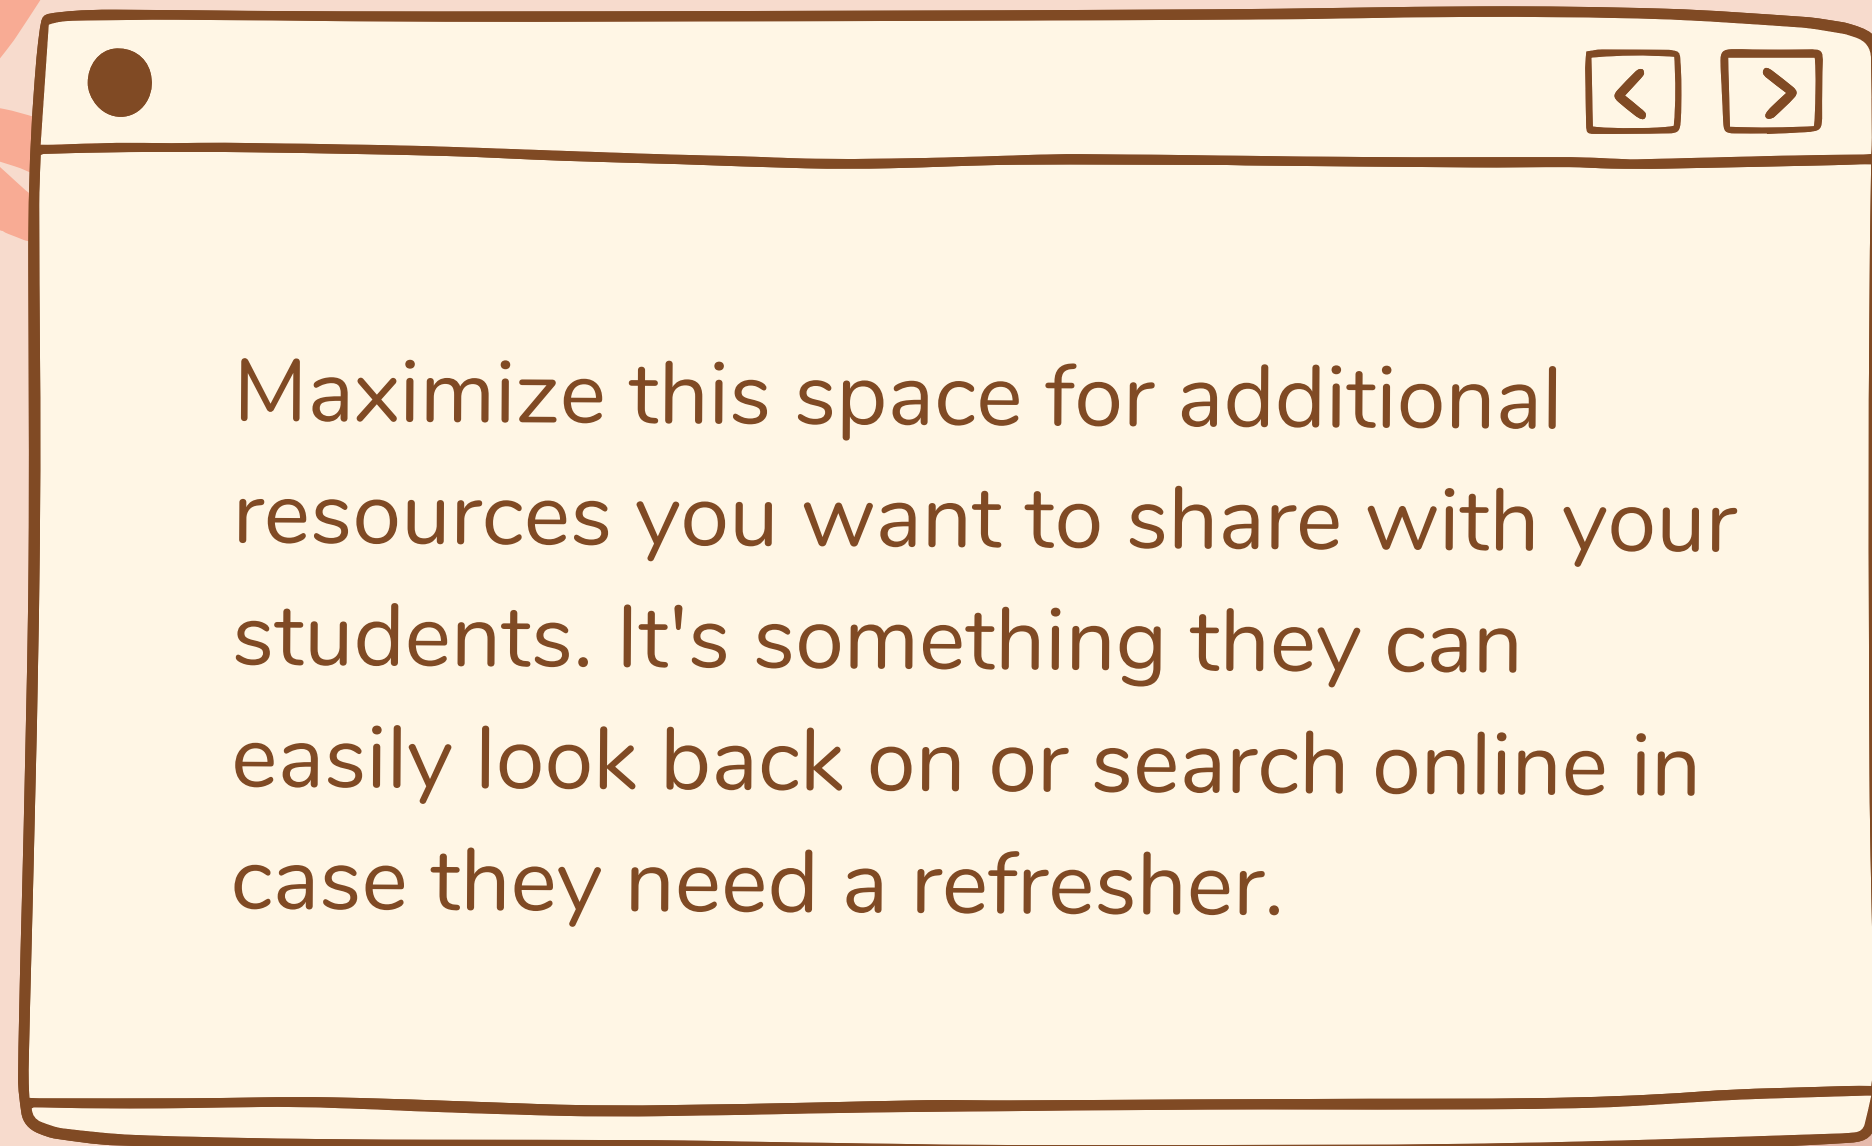 Maximize this space for additional
resources you want to share with your
students. It's something they can
easily look back on or search online in
case they need a refresher.